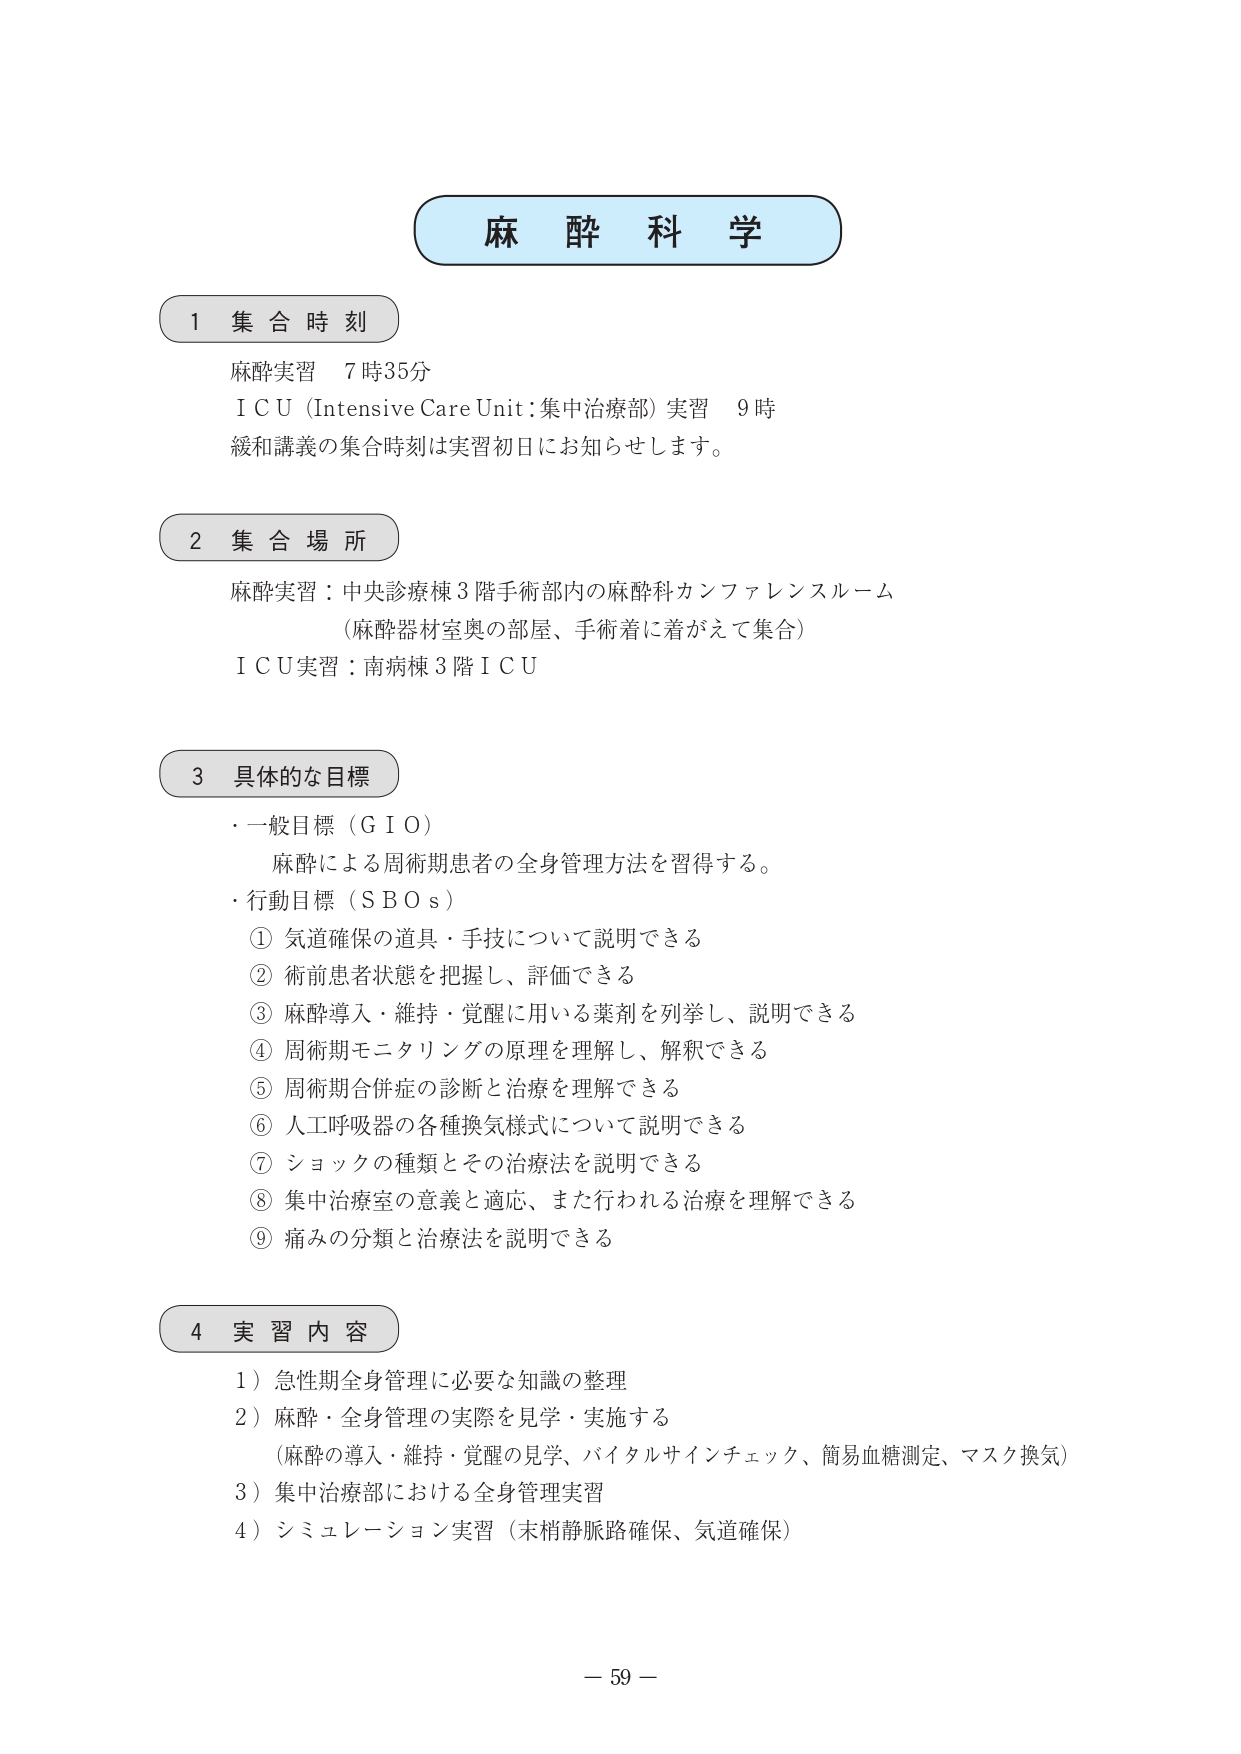 麻酔科学
1 集合時刻
麻酔実習　7時35分
ＩＣＵ（Intensive Care Unit：集中治療部）実習　9時
緩和講義の集合時刻は実習初日にお知らせします。
2 集合場所
麻酔実習：中央診療棟3階手術部内の麻酔科カンファレンスルーム
（麻酔器材室奥の部屋、手術着に着がえて集合）
ＩＣＵ実習：南病棟3階ＩＣＵ
3 具体的な目標
・一般目標（ＧＩＯ）
麻酔による周術期患者の全身管理方法を習得する。
・行動目標（ＳＢＯｓ）
① 気道確保の道具・手技について説明できる
② 術前患者状態を把握し、評価できる
③ 麻酔導入・維持・覚醒に用いる薬剤を列挙し、説明できる
④ 周術期モニタリングの原理を理解し、解釈できる
⑤ 周術期合併症の診断と治療を理解できる
⑥ 人工呼吸器の各種換気様式について説明できる
⑦ ショックの種類とその治療法を説明できる
⑧ 集中治療室の意義と適応、また行われる治療を理解できる
⑨ 痛みの分類と治療法を説明できる
4 実習内容
1）急性期全身管理に必要な知識の整理
2）麻酔・全身管理の実際を見学・実施する
（麻酔の導入・維持・覚醒の見学、バイタルサインチェック、簡易血糖測定、マスク換気）
3）集中治療部における全身管理実習
4）シミュレーション実習（末梢静脈路確保、気道確保）
― 59 ―